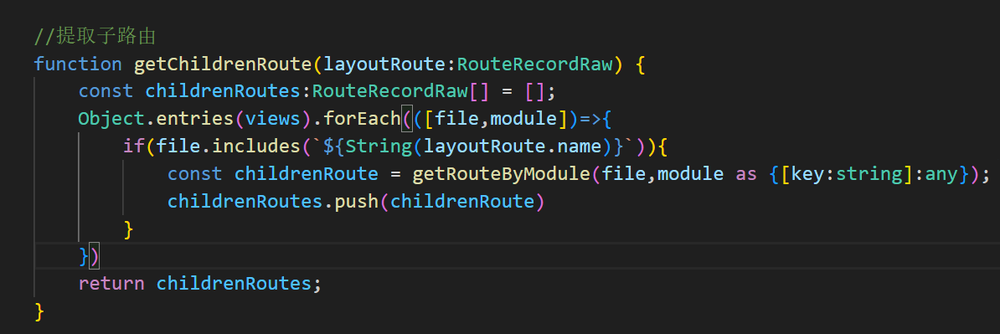 //提取子路由
function getChildrenRoute(layoutRoute:RouteRecordRaw) {
    const childrenRoutes:RouteRecordRaw[] = [];
    Object.entries(views).forEach(([file,module])=>{
        if(file.includes(`${String(layoutRoute.name)}`)){
            const childrenRoute = getRouteByModule(file,module as {[key:string]:any});
            childrenRoutes.push(childrenRoute)
        }
    })
    return childrenRoutes;
}